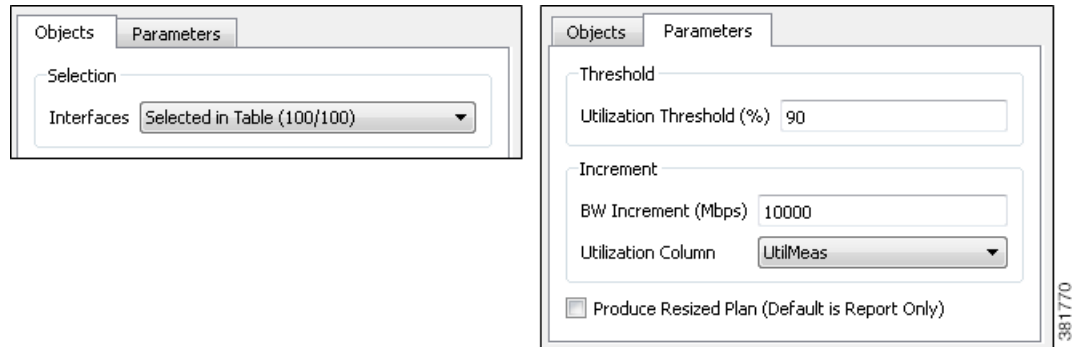 Objects Parameters
Selection
Interfaces Selected in Table (100/100)
Objects Parameters
Threshold
Utilization Threshold (%) 90
Increment
BW Increment (Mbps) 10000
Utilization Column UtilMeas
Produce Resized Plan (Default is Report Only)
381770